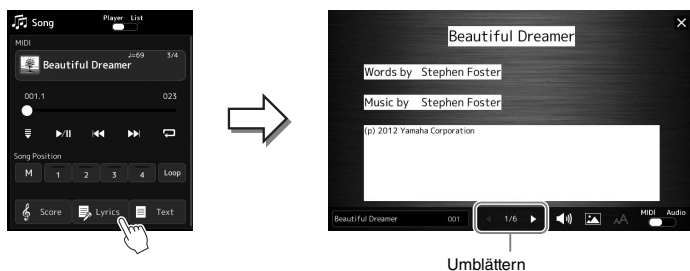 Song
Player List
MIDI
♩=69 3/4
Beautiful Dreamer
001.1 023
Song Position
M 1 2 3 4 Loop
Score Lyrics Text
Beautiful Dreamer
Words by Stephen Foster
Music by Stephen Foster
(p) 2012 Yamaha Corporation
Beautiful Dreamer 001 1/6 A A MIDI Audio
Umblättern